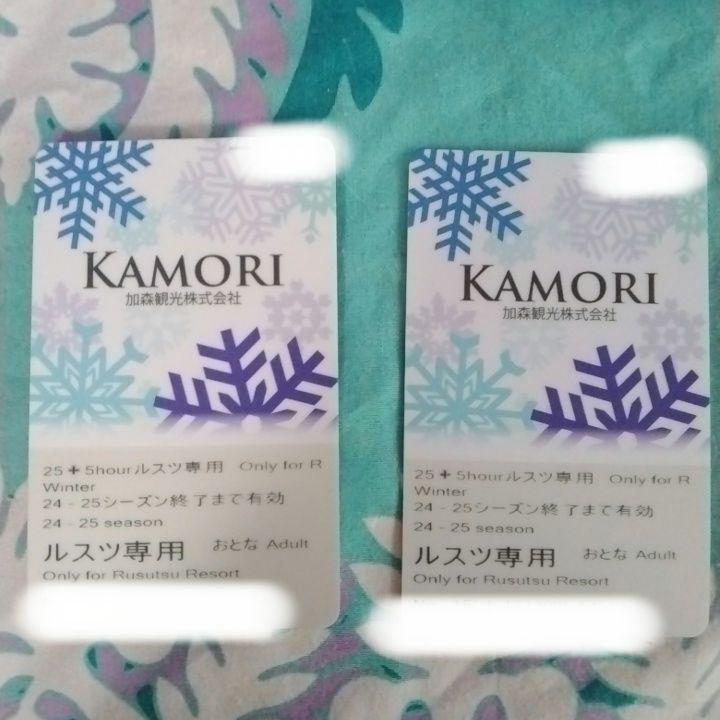 KAMORI
加森観光株式会社
25+5hourルスツ専用 Only for R
Winter
24-25シーズン終了まで有効
24-25 season
ルスツ専用 おとな Adult
Only for Rusutsu Resort
KAMORI
加森観光株式会社
25+5hourルスツ専用 Only for R
Winter
24-25シーズン終了まで有効
24-25 season
ルスツ専用 おとな Adult
Only for Rusutsu Resort